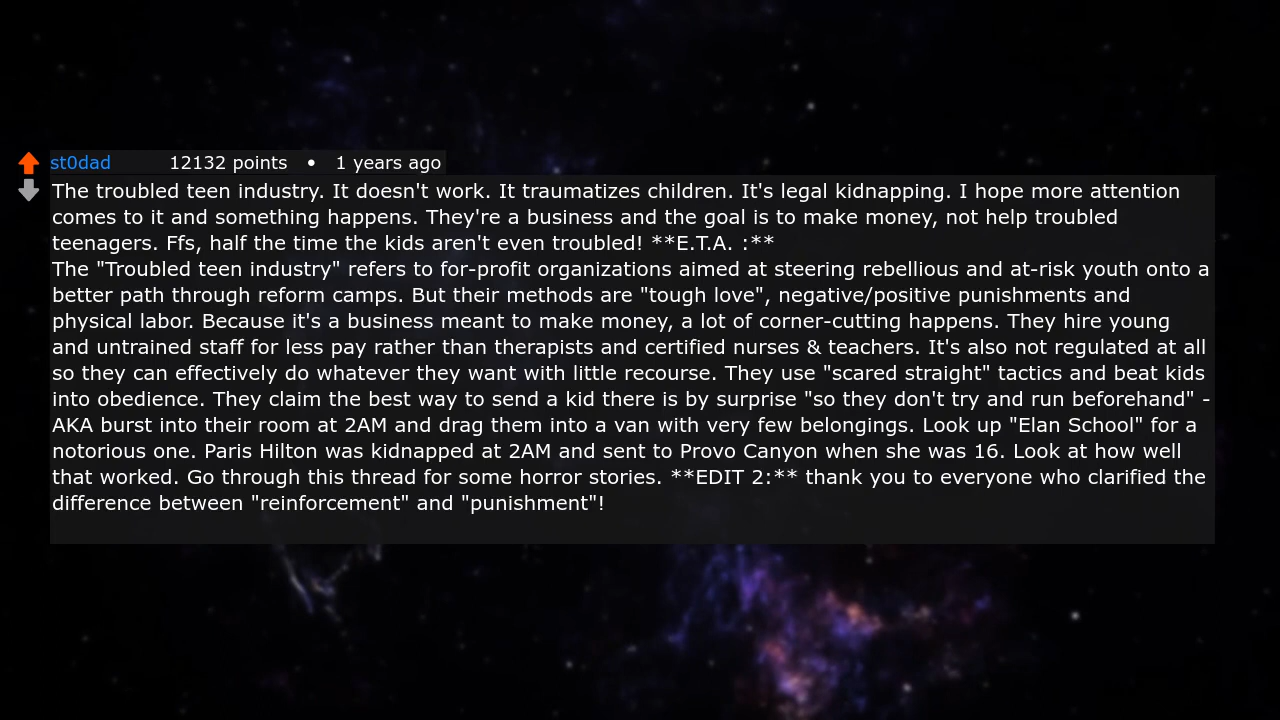 st0dad 12132 points • 1 years ago
The troubled teen industry. It doesn't work. It traumatizes children. It's legal kidnapping. I hope more attention
comes to it and something happens. They're a business and the goal is to make money, not help troubled
teenagers. Ffs, half the time the kids aren't even troubled! **E.T.A. :**
The "Troubled teen industry" refers to for-profit organizations aimed at steering rebellious and at-risk youth onto a
better path through reform camps. But their methods are "tough love", negative/positive punishments and
physical labor. Because it's a business meant to make money, a lot of corner-cutting happens. They hire young
and untrained staff for less pay rather than therapists and certified nurses & teachers. It's also not regulated at all
so they can effectively do whatever they want with little recourse. They use "scared straight" tactics and beat kids
into obedience. They claim the best way to send a kid there is by surprise "so they don't try and run beforehand" -
AKA burst into their room at 2AM and drag them into a van with very few belongings. Look up "Elan School" for a
notorious one. Paris Hilton was kidnapped at 2AM and sent to Provo Canyon when she was 16. Look at how well
that worked. Go through this thread for some horror stories. **EDIT 2:** thank you to everyone who clarified the
difference between "reinforcement" and "punishment"!